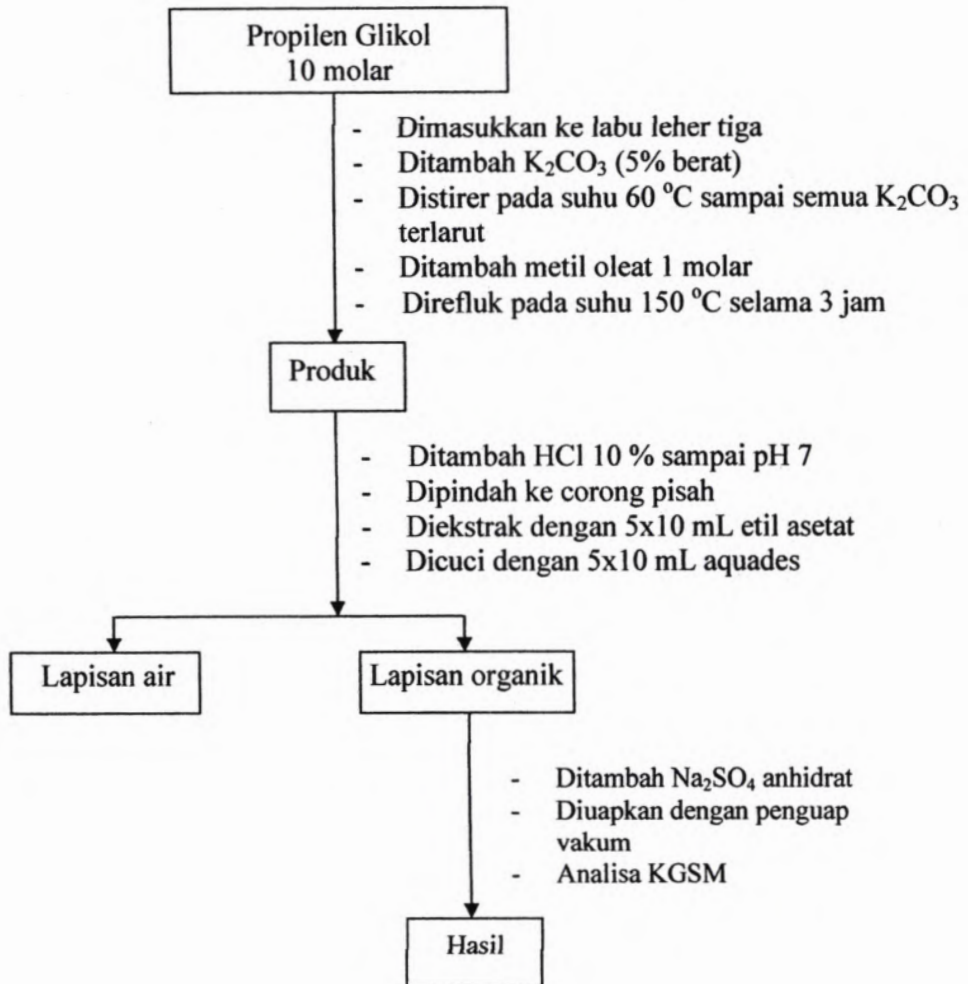 Propilen Glikol
10 molar
- Dimasukkan ke labu leher tiga
- Ditambah K₂CO₃ (5% berat)
- Distirer pada suhu 60 °C sampai semua K₂CO₃
terlarut
- Ditambah metil oleat 1 molar
- Direfluk pada suhu 150 °C selama 3 jam
Produk
- Ditambah HCl 10 % sampai pH 7
- Dipindah ke corong pisah
- Diekstrak dengan 5x10 mL etil asetat
- Dicuci dengan 5x10 mL aquades
Lapisan air
Lapisan organik
- Ditambah Na₂SO₄ anhidrat
- Diuapkan dengan penguap
vakum
- Analisa KGSM
Hasil